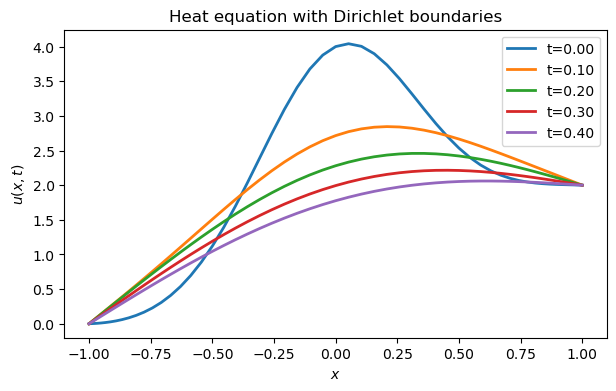 Heat equation with Dirichlet boundaries
4.0
3.5
3.0
2.5
2.0
1.5
1.0
0.5
0.0
u(x, t)
t=0.00
t=0.10
t=0.20
t=0.30
t=0.40
−1.00 −0.75 −0.50 −0.25 0.00 0.25 0.50 0.75 1.00
x